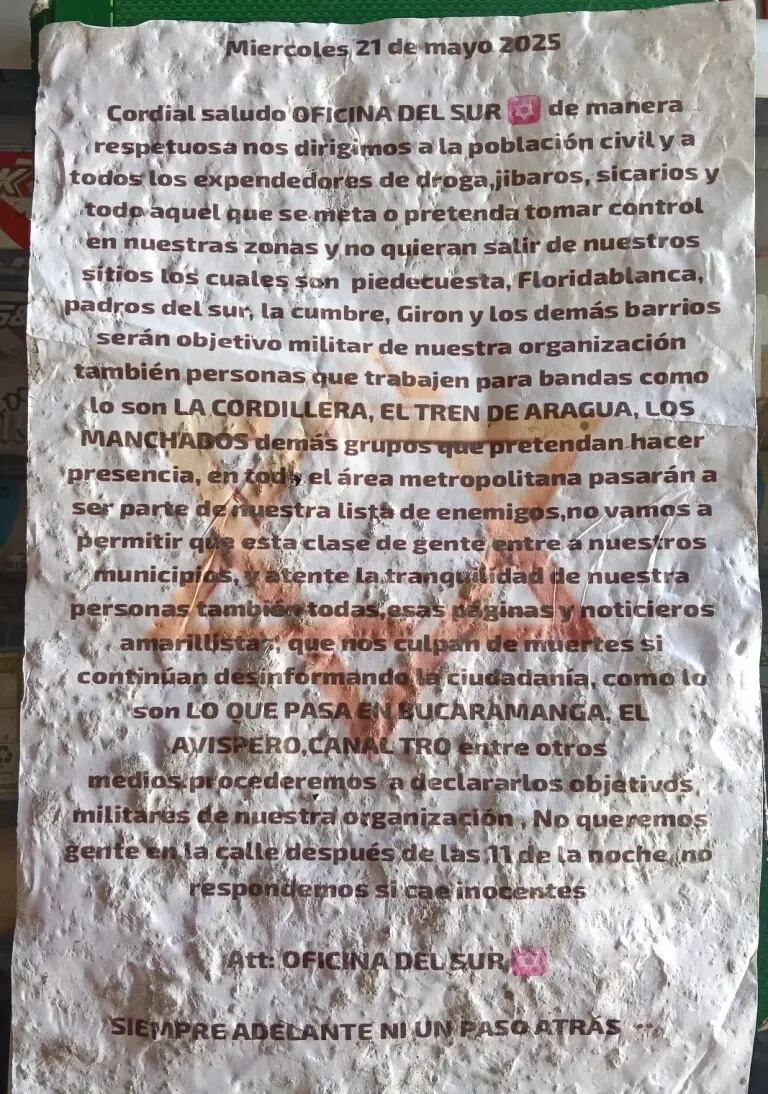 Miercoles 21 de mayo 2025
Cordial saludo OFICINA DEL SUR 🔯 de manera
respetuosa nos dirigimos a la población civil y a
todos los expendedores de droga,jibaros, sicarios y
todo aquel que se meta o pretenda tomar control
en nuestras zonas y no quieran salir de nuestros
sitios los cuales son piedecuesta, Floridablanca,
padros del sur, la cumbre, Giron y los demás barrios
serán objetivo militar de nuestra organización
también personas que trabajen para bandas como
lo son LA CORDILLERA, EL TREN DE ARAGUA, LOS
MANCHADOS demás grupos que pretendan hacer
presencia, en todo el área metropolitana pasarán a
ser parte de nuestra lista de enemigos,no vamos a
permitir que esta clase de gente entre a nuestros
municipios, y atente la tranquilidad de nuestra
personas también todas,esas páginas y noticieros
amarillistas, que nos culpan de muertes si
continúan desinformando la ciudadanía, como lo
son LO QUE PASA EN BUCARAMANGA, EL
AVISPERO,CANAL TRO entre otros
medios,procederemos a declararlos objetivos
militares de nuestra organización . No queremos
gente en la calle después de las 11 de la noche, no
respondemos si cae inocentes
Att: OFICINA DEL SUR 🔯
SIEMPRE ADELANTE NI UN PASO ATRÁS